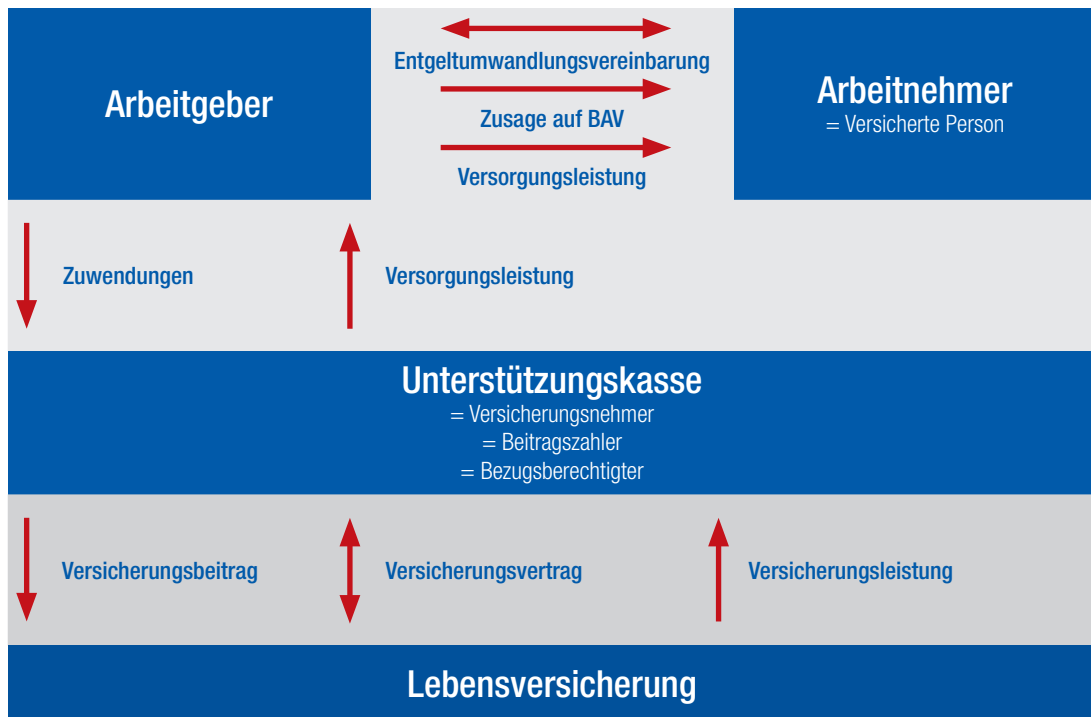 Arbeitgeber
Entgeltumwandlungsvereinbarung
Zusage auf BAV
Versorgungsleistung
Arbeitnehmer
= Versicherte Person
Zuwendungen
Versorgungsleistung
Unterstützungskasse
= Versicherungsnehmer
= Beitragszahler
= Bezugsberechtigter
Versicherungsbeitrag
Versicherungsvertrag
Versicherungsleistung
Lebensversicherung